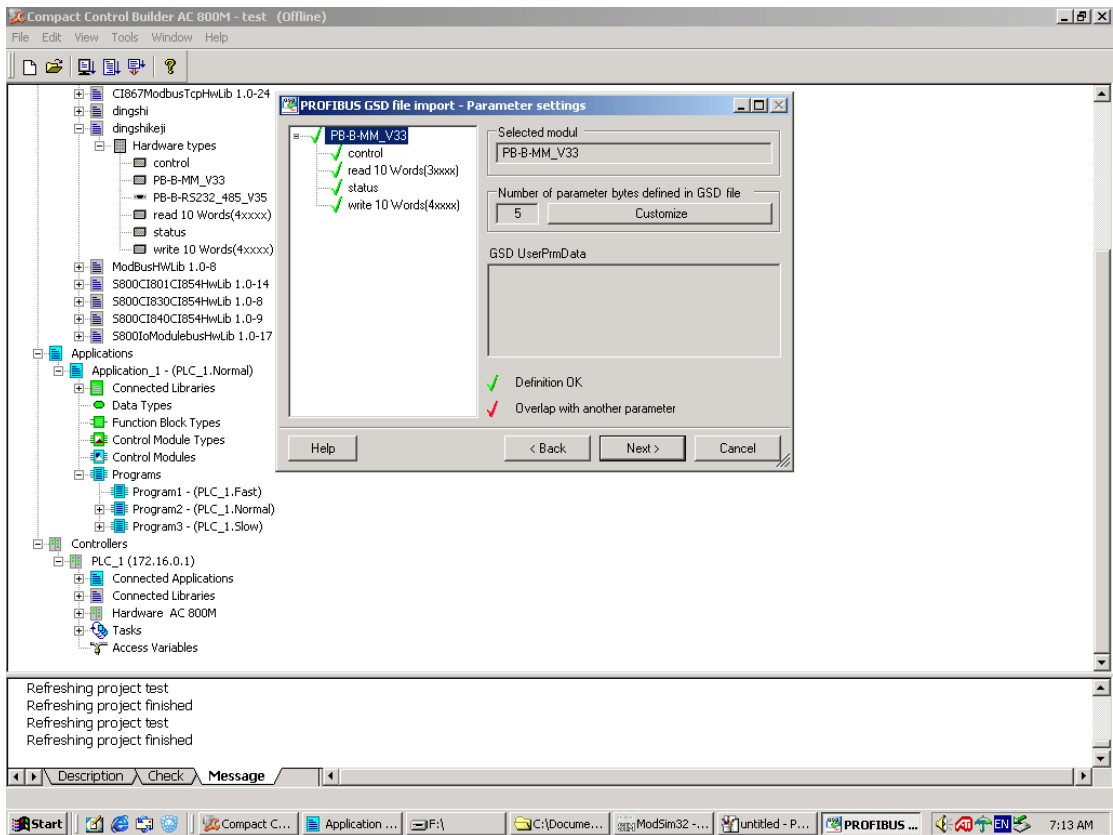 Compact Control Builder AC 800M - test (Offline)
File Edit View Tools Window Help
CI867ModbusTcpHwLib 1.0-24
dingshi
dingshikeji
Hardware types
control
PB-B-MM_V33
PB-B-RS232_485_V35
read 10 Words(4xxxx)
status
write 10 Words(4xxxx)
ModBusHWLib 1.0-8
S800CI801CI854HwLib 1.0-14
S800CI830CI854HwLib 1.0-8
S800CI840CI854HwLib 1.0-9
S800IoModulebusHwLib 1.0-17
Applications
Application_1 - (PLC_1.Normal)
Connected Libraries
Data Types
Function Block Types
Control Module Types
Control Modules
Programs
Program1 - (PLC_1.Fast)
Program2 - (PLC_1.Normal)
Program3 - (PLC_1.Slow)
Controllers
PLC_1 (172.16.0.1)
Connected Applications
Connected Libraries
Hardware AC 800M
Tasks
Access Variables
PROFIBUS GSD file import - Parameter settings
PB-B-MM_V33
control
read 10 Words(3xxxx)
status
write 10 Words(4xxxx)
Selected modul
PB-B-MM_V33
Number of parameter bytes defined in GSD file
5 Customize
GSD UserPrmData
Definition OK
Overlap with another parameter
Help < Back Next > Cancel
Refreshing project test
Refreshing project finished
Refreshing project test
Refreshing project finished
Description Check Message
Start Compact C... Application ... F:\ C:\Docume... ModSim32 -... untitled - P... PROFIBUS ... EN 7:13 AM